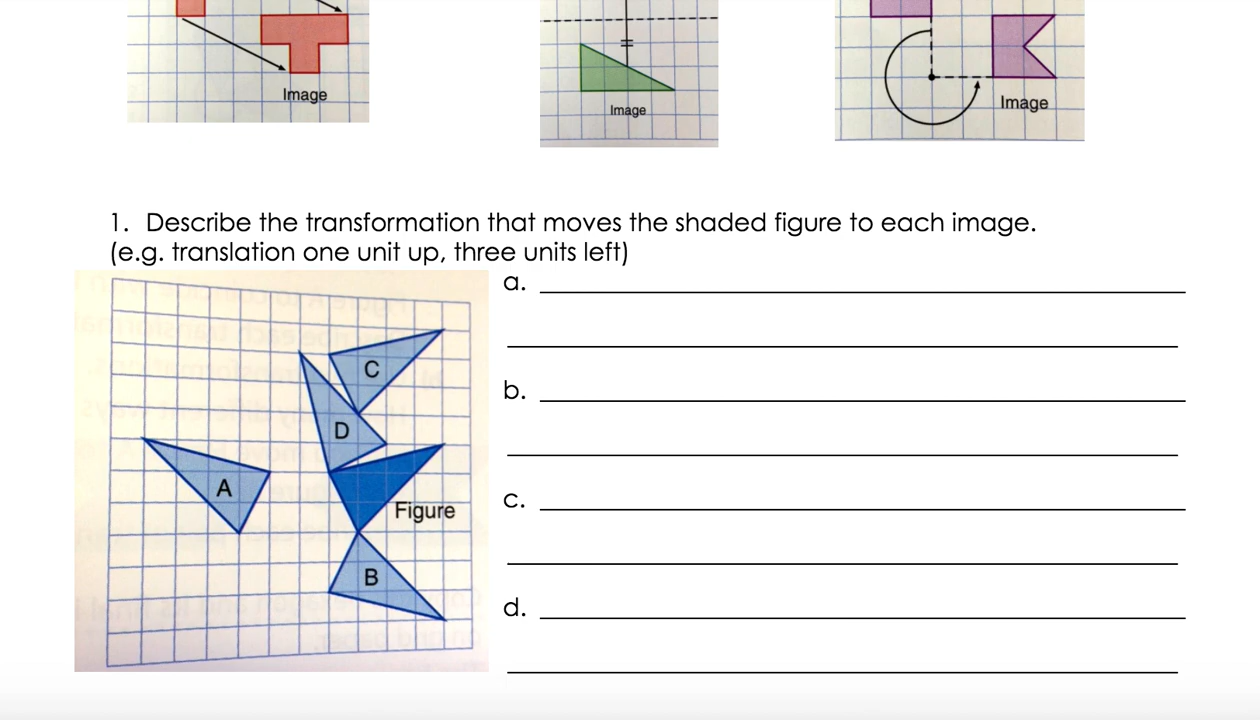 Image
Image
Image
1. Describe the transformation that moves the shaded figure to each image.
(e.g. translation one unit up, three units left)
a.
b.
c.
d.
C
D
A
Figure
B